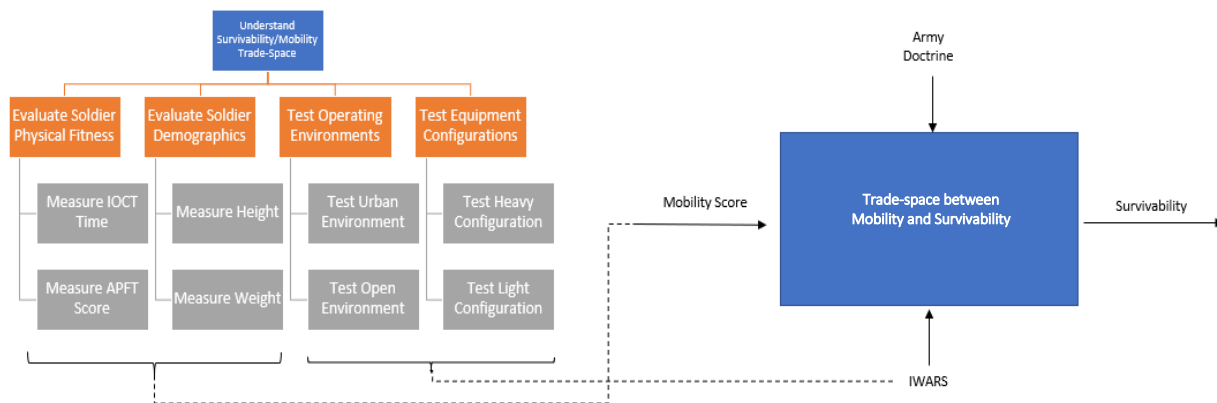 Understand
Survivability/Mobility
Trade-Space
Evaluate Soldier
Physical Fitness
Evaluate Soldier
Demographics
Test Operating
Environments
Test Equipment
Configurations
Measure IOCT
Time
Measure Height
Test Urban
Environment
Test Heavy
Configuration
Measure APFT
Score
Measure Weight
Test Open
Environment
Test Light
Configuration
Army
Doctrine
Mobility Score
Trade-space between
Mobility and Survivability
Survivability
IWARS